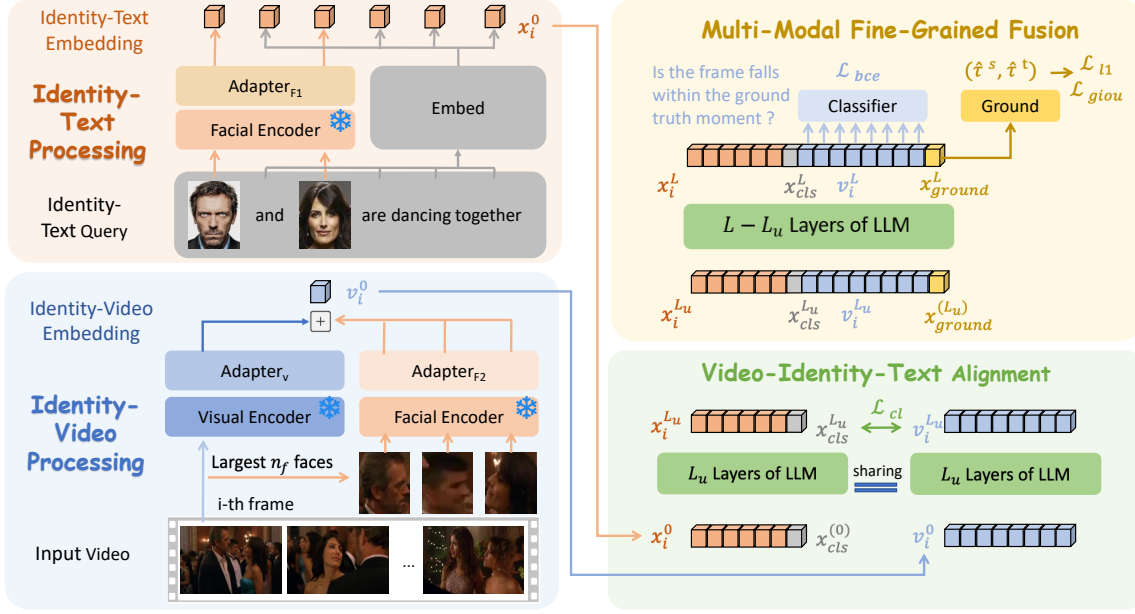 Identity-Text
Embedding
x_i^0
Identity-
Text
Processing
Adapter_F1
Facial Encoder
Embed
Identity-
Text Query
and
are dancing together
Identity-Video
Embedding
v_i^0
+
Identity-
Video
Processing
Adapter_v
Adapter_F2
Visual Encoder
Facial Encoder
Largest n_f faces
i-th frame
Input Video
...
Multi-Modal Fine-Grained Fusion
Is the frame falls
within the ground
truth moment ?
L_bce
(τ̂^s, τ̂^t)
L_l1
L_giou
Classifier
Ground
x_i^L
x_cls^L
v_i^L
x_ground^L
L − L_u Layers of LLM
x_i^{L_u}
x_cls^{L_u}
v_i^{L_u}
x_ground^{(L_u)}
Video-Identity-Text Alignment
x_i^{L_u}
x_cls^{L_u}
L_cl
v_i^{L_u}
L_u Layers of LLM
sharing
L_u Layers of LLM
x_i^0
x_cls^{(0)}
v_i^0